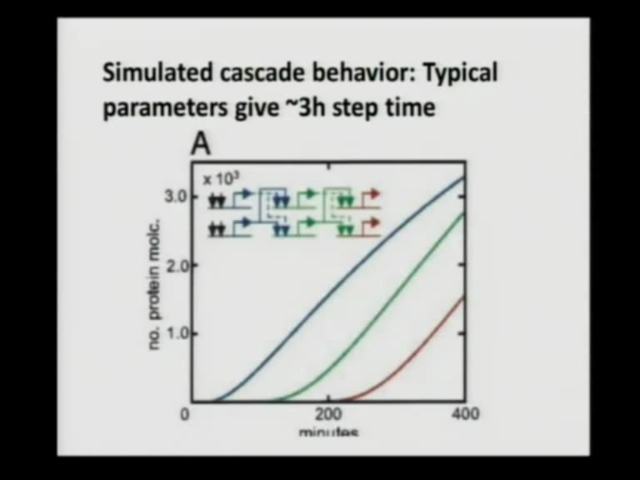 Simulated cascade behavior: Typical
parameters give ~3h step time
A
x 10³
3.0
2.0
1.0
no. protein molc.
0 200 400
minutes